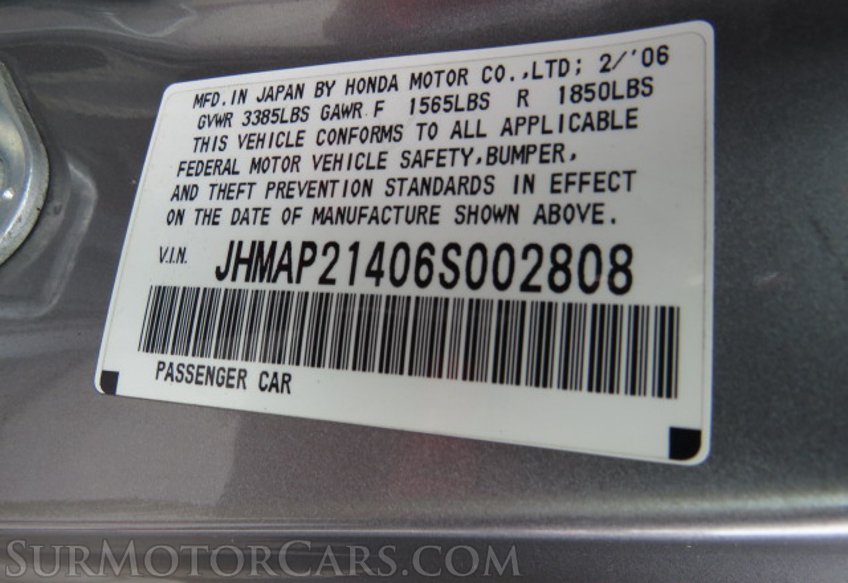 MFD. IN JAPAN BY HONDA MOTOR CO.,LTD; 2/'06
GVWR 3385LBS GAWR F 1565LBS R 1850LBS
THIS VEHICLE CONFORMS TO ALL APPLICABLE
FEDERAL MOTOR VEHICLE SAFETY,BUMPER,
AND THEFT PREVENTION STANDARDS IN EFFECT
ON THE DATE OF MANUFACTURE SHOWN ABOVE.
V.I.N. JHMAP21406S002808
PASSENGER CAR
SURMOTORCARS.COM